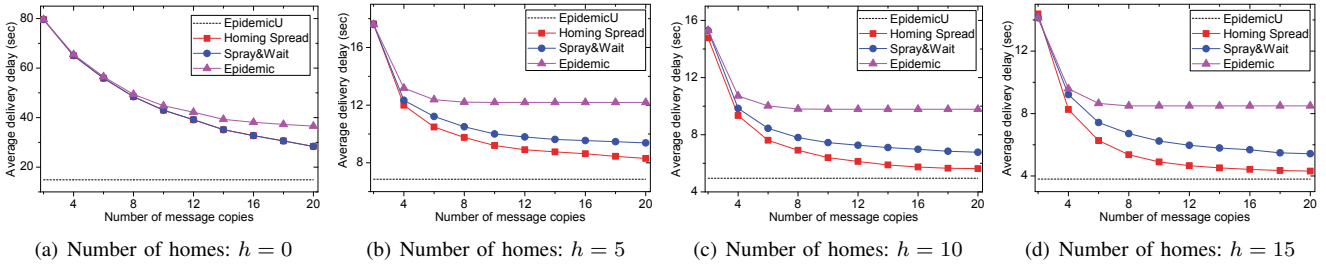 Average delivery delay (sec)
80
60
40
20
EpidemicU
Homing Spread
Spray&Wait
Epidemic
4 8 12 16 20
Number of message copies
(a) Number of homes: h = 0
Average delivery delay (sec)
16
12
8
EpidemicU
Homing Spread
Spray&Wait
Epidemic
4 8 12 16 20
Number of message copies
(b) Number of homes: h = 5
Average delivery delay (sec)
16
12
8
4
EpidemicU
Homing Spread
Spray&Wait
Epidemic
4 8 12 16 20
Number of message copies
(c) Number of homes: h = 10
Average delivery delay (sec)
12
8
4
EpidemicU
Homing Spread
Spray&Wait
Epidemic
4 8 12 16 20
Number of message copies
(d) Number of homes: h = 15